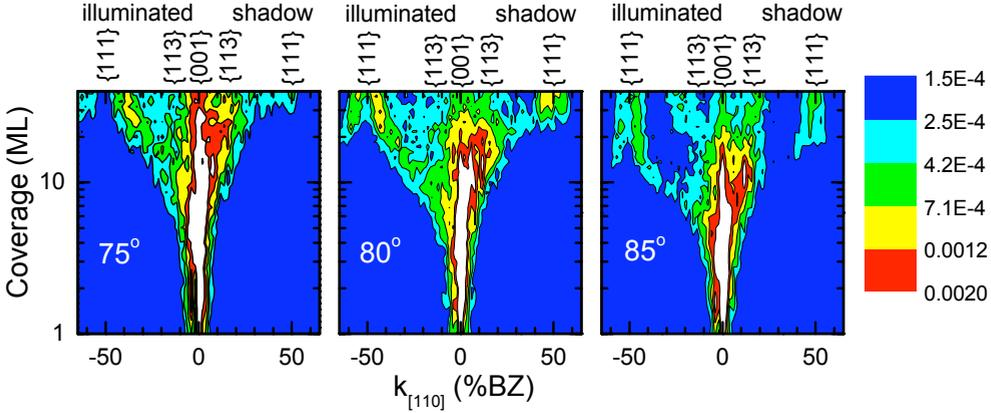 illuminated shadow illuminated shadow illuminated shadow
{111} {113} {001} {113} {111} {111} {113} {001} {113} {111} {111} {113} {001} {113} {111}
Coverage (ML)
10
1
75° 80° 85°
-50 0 50 -50 0 50 -50 0 50
k[110] (%BZ)
1.5E-4
2.5E-4
4.2E-4
7.1E-4
0.0012
0.0020